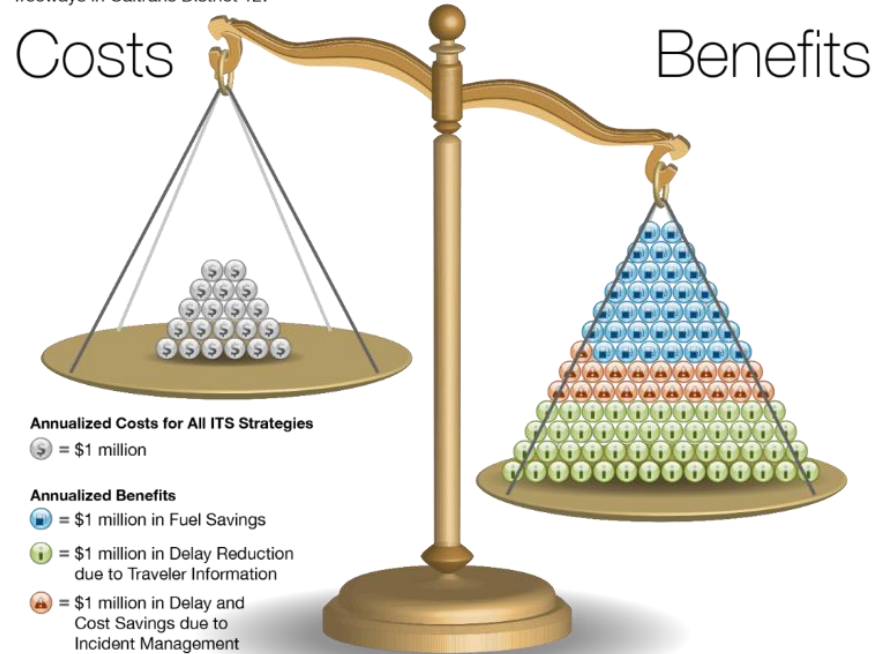 Costs
Benefits
Annualized Costs for All ITS Strategies
$ = $1 million
Annualized Benefits
= $1 million in Fuel Savings
i = $1 million in Delay Reduction
due to Traveler Information
= $1 million in Delay and
Cost Savings due to
Incident Management